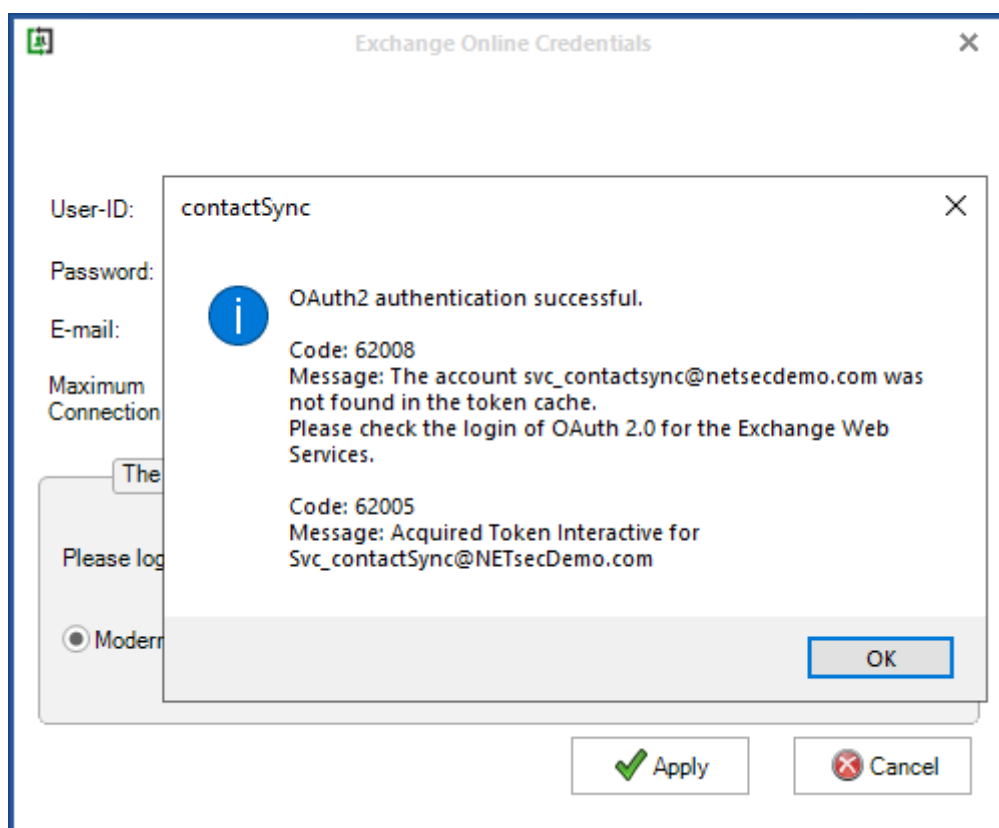 Exchange Online Credentials
User-ID:
contactSync
Password:
OAuth2 authentication successful.
E-mail:
Code: 62008
Message: The account svc_contactsync@netsecdemo.com was
not found in the token cache.
Please check the login of OAuth 2.0 for the Exchange Web
Services.
Maximum
Connection
The
Code: 62005
Message: Acquired Token Interactive for
Svc_contactSync@NETsecDemo.com
Please log
Modern
OK
Apply
Cancel